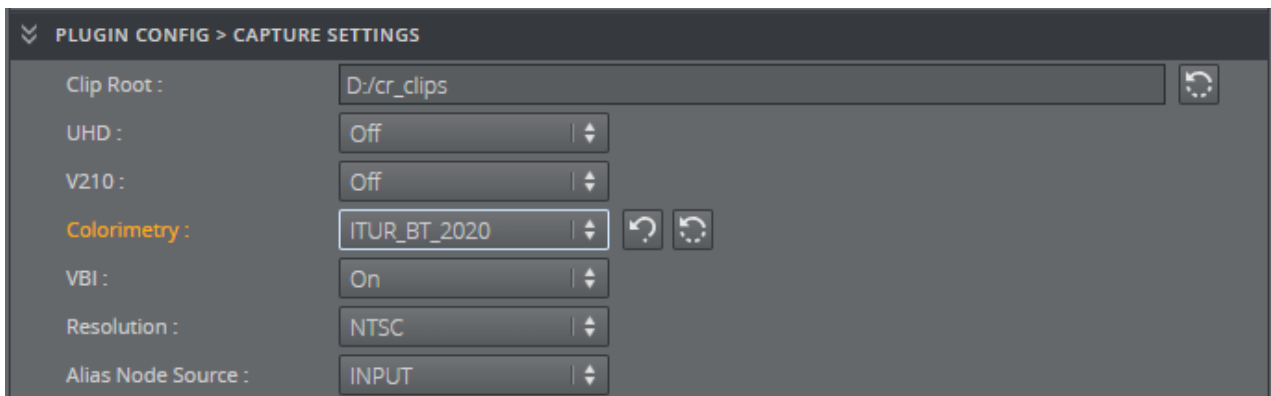 PLUGIN CONFIG > CAPTURE SETTINGS
Clip Root : D:/cr_clips
UHD : Off
V210 : Off
Colorimetry : ITUR_BT_2020
VBI : On
Resolution : NTSC
Alias Node Source : INPUT